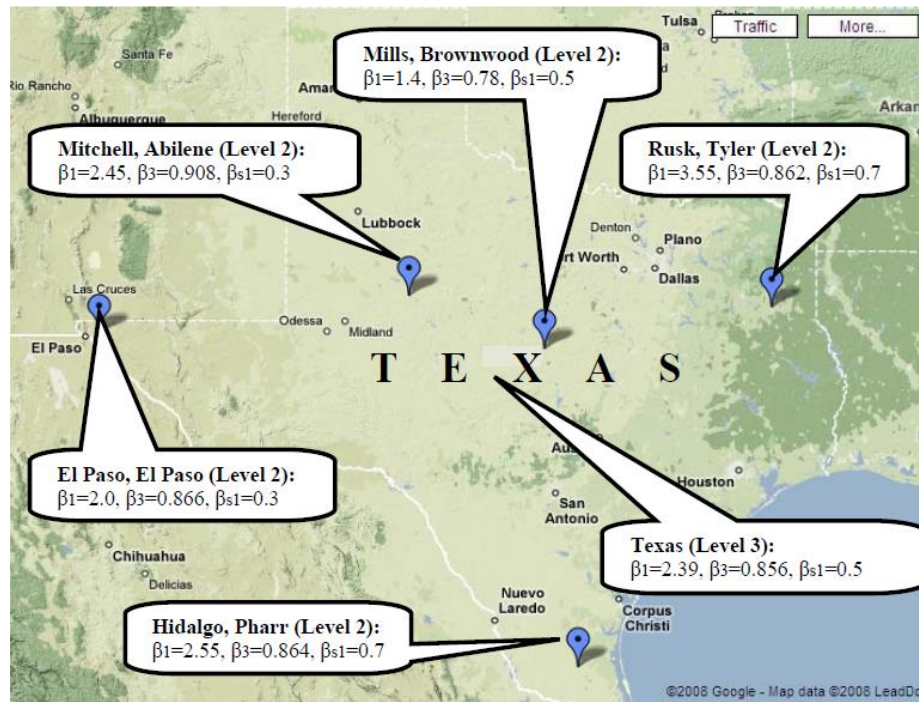 Tulsa
Traffic
More...
Santa Fe
Mills, Brownwood (Level 2):
β1=1.4, β3=0.78, βs1=0.5
Rio Rancho
Albuquerque
Amar
Hereford
Arkan
Mitchell, Abilene (Level 2):
β1=2.45, β3=0.908, βs1=0.3
Rusk, Tyler (Level 2):
β1=3.55, β3=0.862, βs1=0.7
Lubbock
Denton
Plano
rt Worth
Dallas
Las Cruces
Odessa
Midland
El Paso
T E X A S
Aus
El Paso, El Paso (Level 2):
β1=2.0, β3=0.866, βs1=0.3
Houston
San
Antonio
Texas (Level 3):
β1=2.39, β3=0.856, βs1=0.5
Chihuahua
Delicias
Nuevo
Laredo
Corpus
Christi
Hidalgo, Pharr (Level 2):
β1=2.55, β3=0.864, βs1=0.7
©2008 Google - Map data ©2008 LeadDo